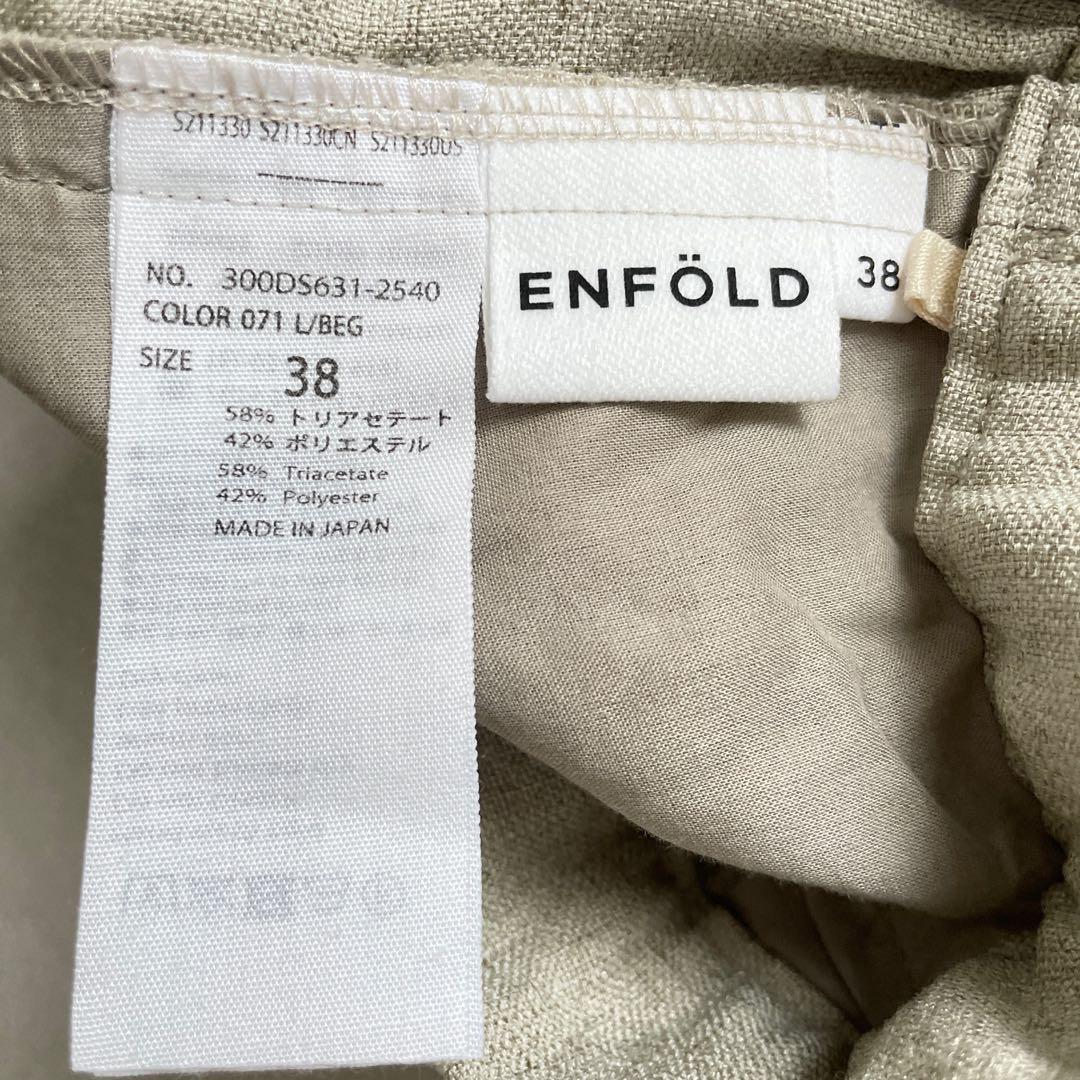 S211330 S211330CN S211330US
NO. 300DS631-2540
COLOR 071 L/BEG
SIZE 38
58% トリアセテート
42% ポリエステル
58% Triacetate
42% Polyester
MADE IN JAPAN
ENFÖLD
38